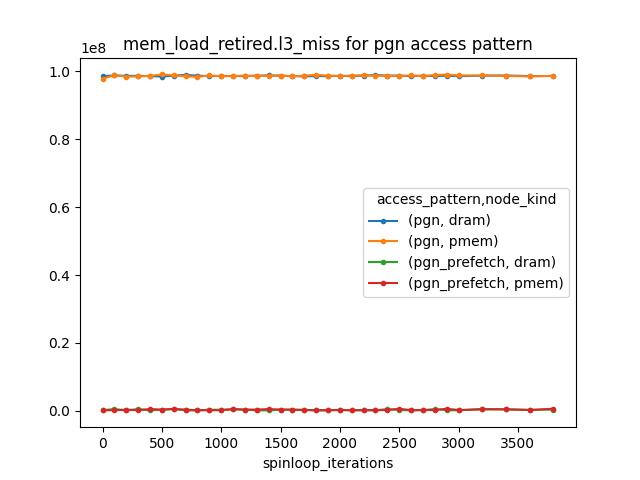 mem_load_retired.l3_miss for pgn access pattern
1e8
1.0
0.8
0.6
0.4
0.2
0.0
access_pattern,node_kind
(pgn, dram)
(pgn, pmem)
(pgn_prefetch, dram)
(pgn_prefetch, pmem)
0 500 1000 1500 2000 2500 3000 3500
spinloop_iterations